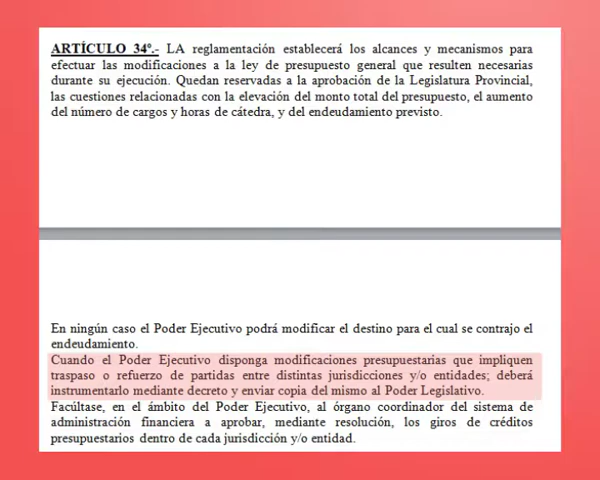 ARTÍCULO 34º.- LA reglamentación establecerá los alcances y mecanismos para
efectuar las modificaciones a la ley de presupuesto general que resulten necesarias
durante su ejecución. Quedan reservadas a la aprobación de la Legislatura Provincial,
las cuestiones relacionadas con la elevación del monto total del presupuesto, el aumento
del número de cargos y horas de cátedra, y del endeudamiento previsto.
En ningún caso el Poder Ejecutivo podrá modificar el destino para el cual se contrajo el
endeudamiento.
Cuando el Poder Ejecutivo disponga modificaciones presupuestarias que impliquen
traspaso o refuerzo de partidas entre distintas jurisdicciones y/o entidades; deberá
instrumentarlo mediante decreto y enviar copia del mismo al Poder Legislativo.
Facúltase, en el ámbito del Poder Ejecutivo, al órgano coordinador del sistema de
administración financiera a aprobar, mediante resolución, los giros de créditos
presupuestarios dentro de cada jurisdicción y/o entidad.